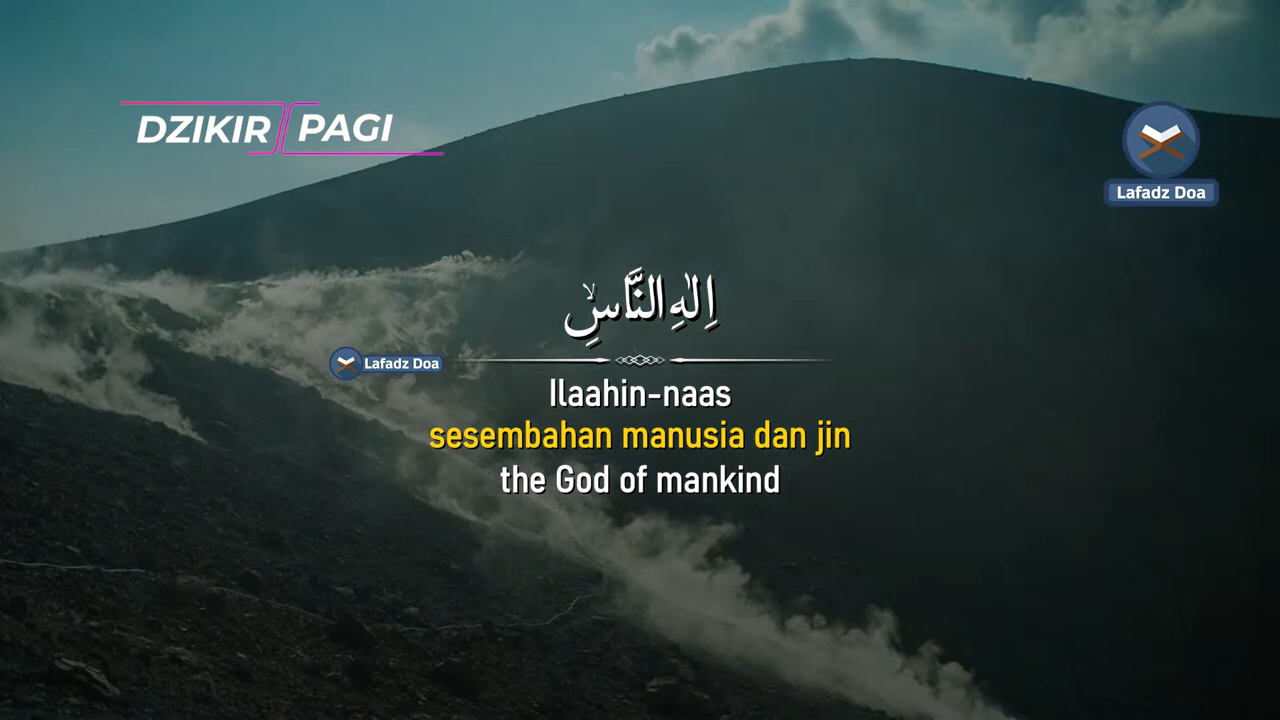 DZIKIR PAGI
Lafadz Doa
اِلٰهِ النَّاسِۙ
Lafadz Doa
Ilaahin-naas
sesembahan manusia dan jin
the God of mankind